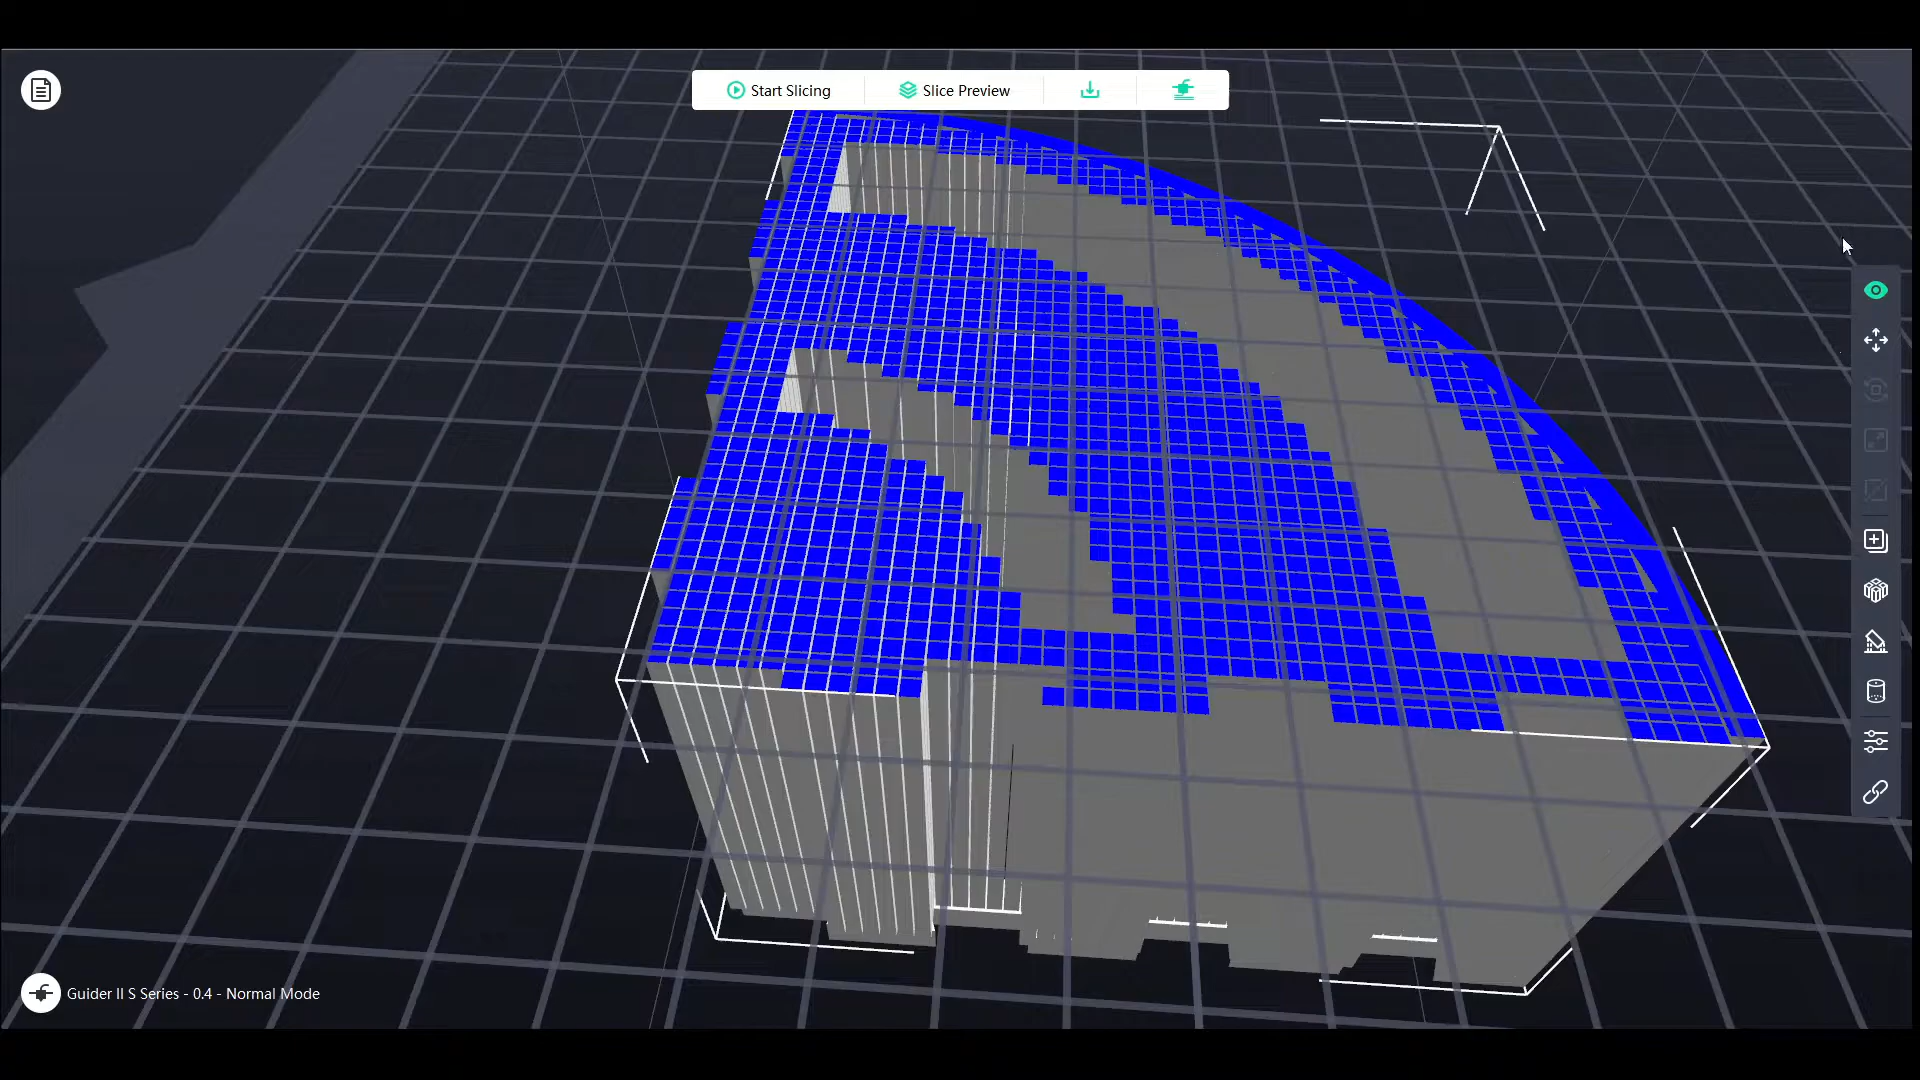 Start Slicing
Slice Preview
Guider II S Series - 0.4 - Normal Mode